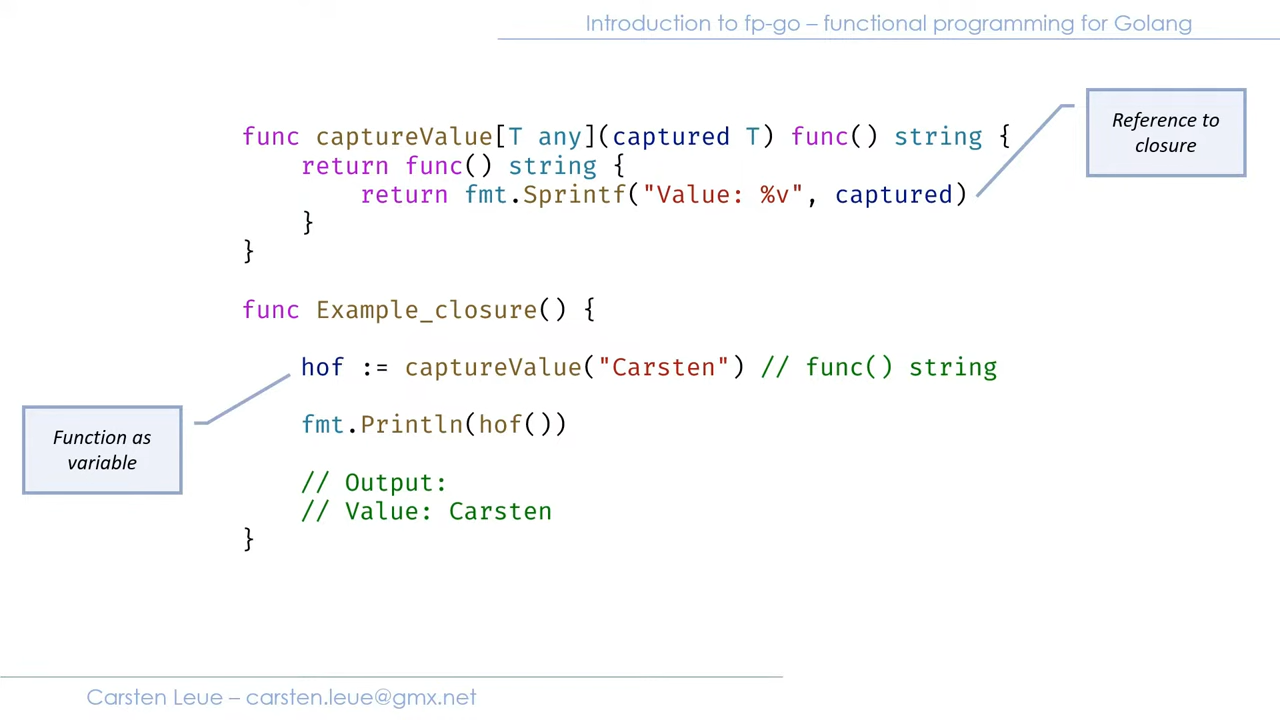 Introduction to fp-go – functional programming for Golang
Reference to
closure
func captureValue[T any](captured T) func() string {
    return func() string {
        return fmt.Sprintf("Value: %v", captured)
    }
}
func Example_closure() {
    hof := captureValue("Carsten") // func() string
Function as
variable
    fmt.Println(hof())
    // Output:
    // Value: Carsten
}
Carsten Leue – carsten.leue@gmx.net